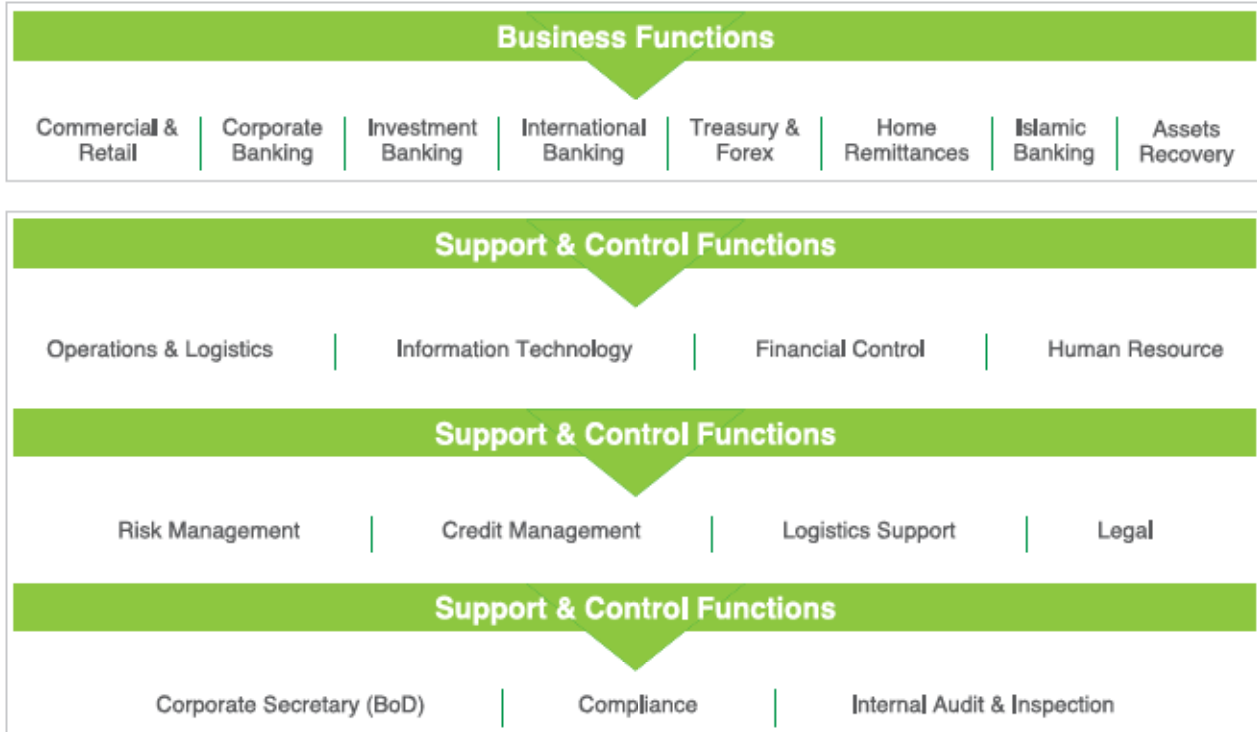 Business Functions
Commercial & Retail
Corporate Banking
Investment Banking
International Banking
Treasury & Forex
Home Remittances
Islamic Banking
Assets Recovery
Support & Control Functions
Operations & Logistics
Information Technology
Financial Control
Human Resource
Support & Control Functions
Risk Management
Credit Management
Logistics Support
Legal
Support & Control Functions
Corporate Secretary (BoD)
Compliance
Internal Audit & Inspection